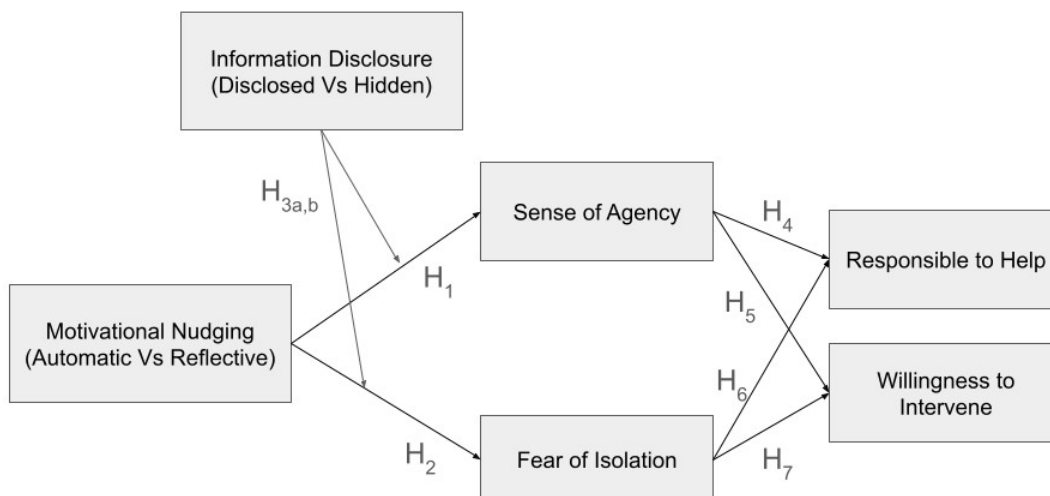 Information Disclosure
(Disclosed Vs Hidden)
H3a,b
Sense of Agency
H4
Responsible to Help
H1
Motivational Nudging
(Automatic Vs Reflective)
H5
H6
Willingness to
Intervene
H2
Fear of Isolation
H7